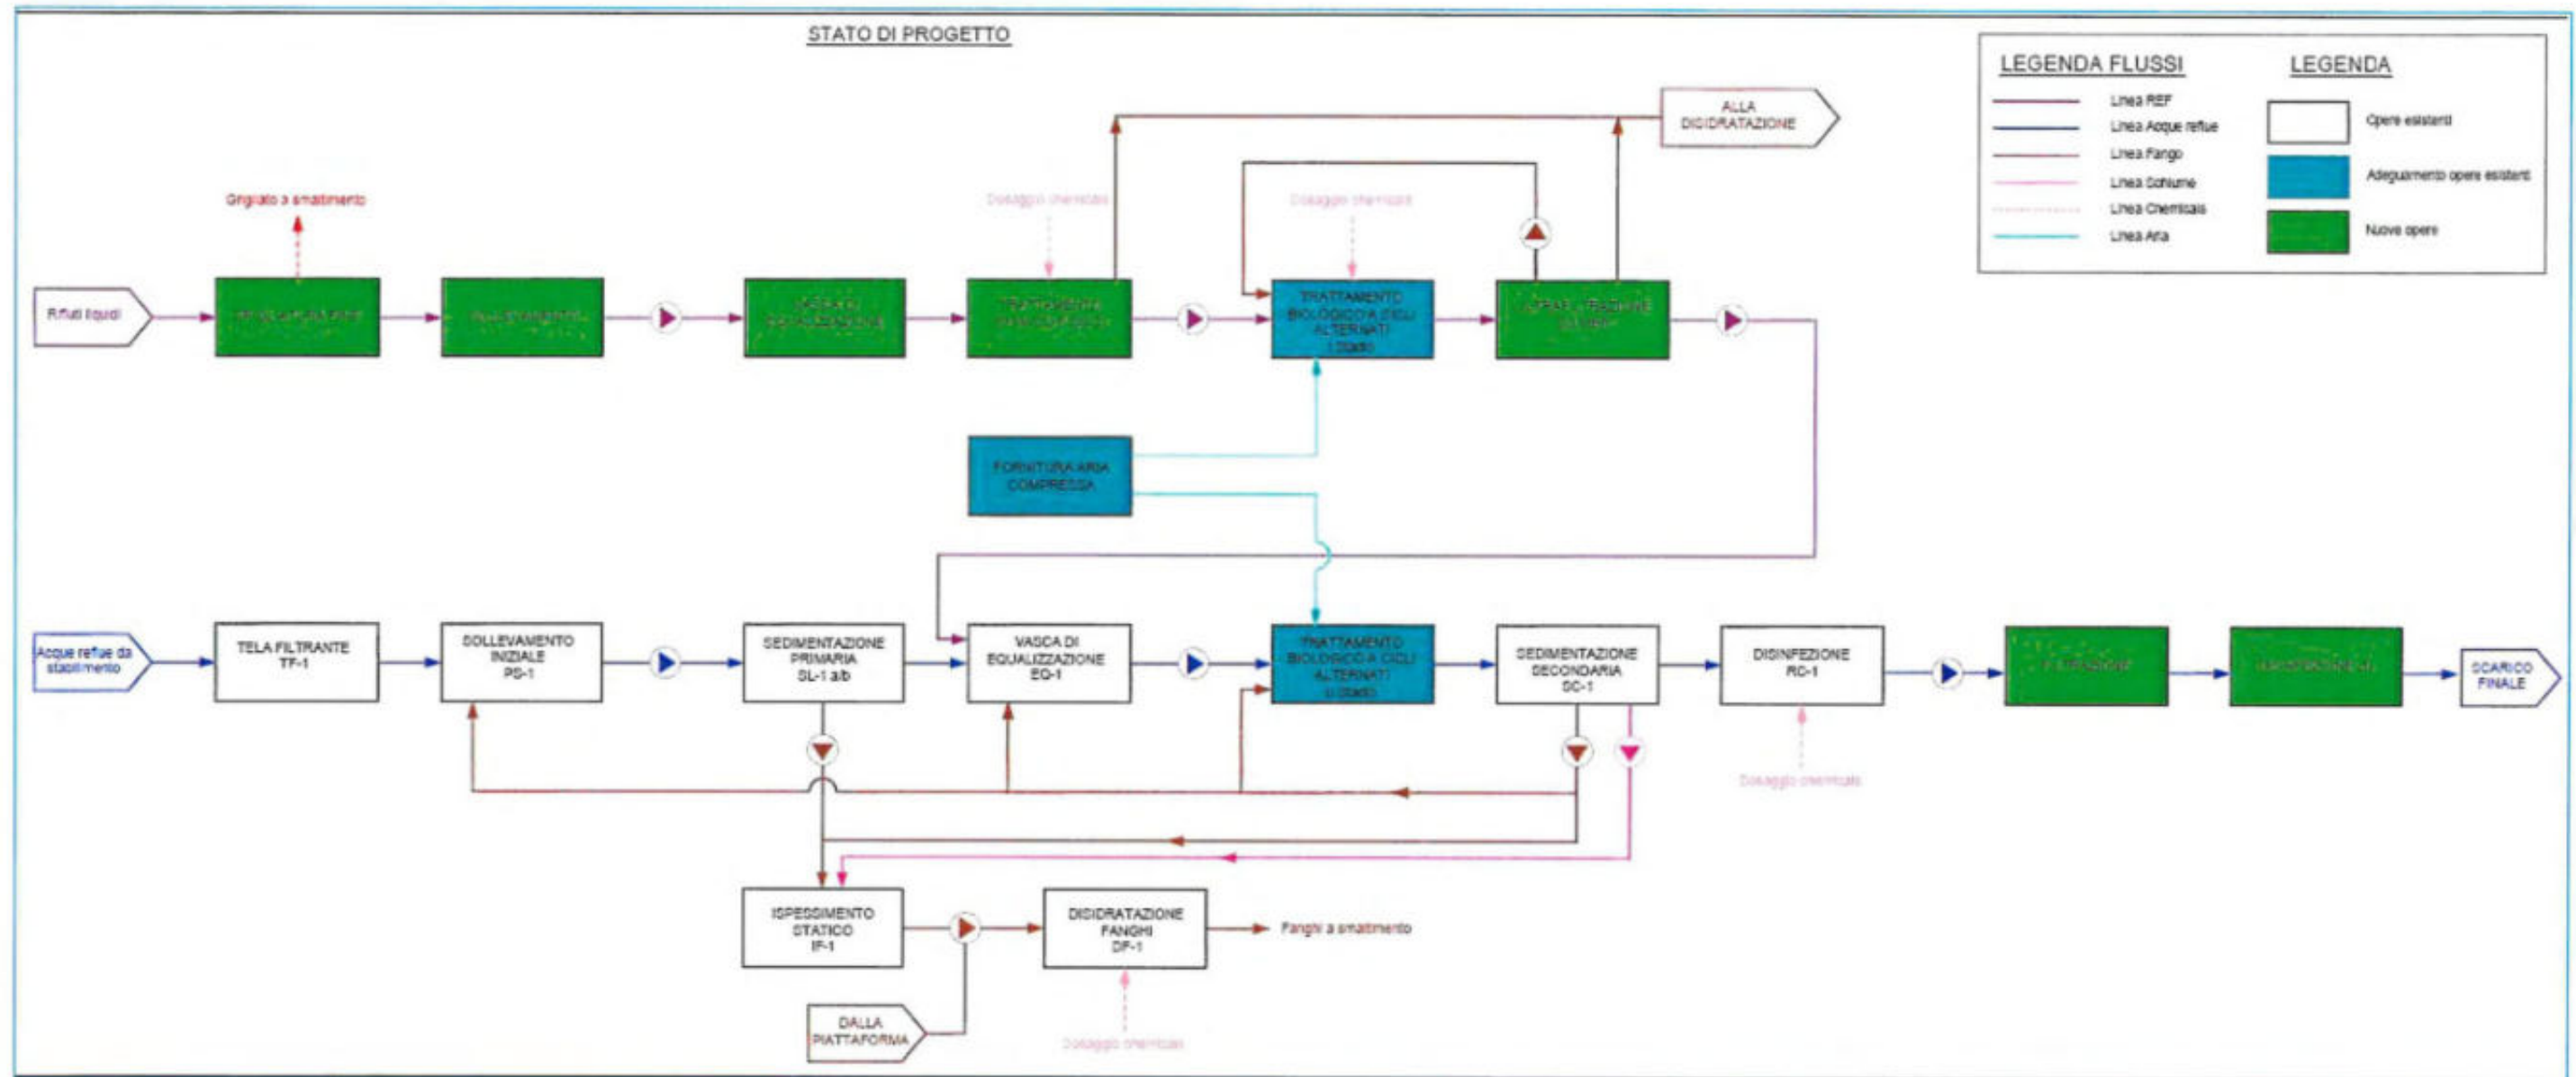 STATO DI PROGETTO
LEGENDA FLUSSI
LEGENDA
Linea REF
Linea Acque reflue
Linea Fango
Linea Schiume
Linea Chemicals
Linea Aria
Opere esistenti
Adeguamento opere esistenti
Nuove opere
ALLA
DISIDRATAZIONE
Grigliato a smaltimento
Dosaggio chemicals
Dosaggio chemicals
Rifiuti liquidi
VASCA DI
EQUALIZZAZIONE
TRATTAMENTO
TRATTAMENTO
BIOLOGICO A CICLI
ALTERNATI
I Stadio
ULTRAFILTRAZIONE
FORNITURA ARIA
COMPRESSA
Acque reflue da
stabilimento
TELA FILTRANTE
TF-1
SOLLEVAMENTO
INIZIALE
PS-1
SEDIMENTAZIONE
PRIMARIA
SL-1 a/b
VASCA DI
EQUALIZZAZIONE
EQ-1
TRATTAMENTO
BIOLOGICO A CICLI
ALTERNATI
II Stadio
SEDIMENTAZIONE
SECONDARIA
SC-1
DISINFEZIONE
RC-1
SCARICO
FINALE
Dosaggio chemicals
ISPESSIMENTO
STATICO
IF-1
DISIDRATAZIONE
FANGHI
DF-1
Fanghi a smaltimento
DALLA
PIATTAFORMA
Dosaggio chemicals